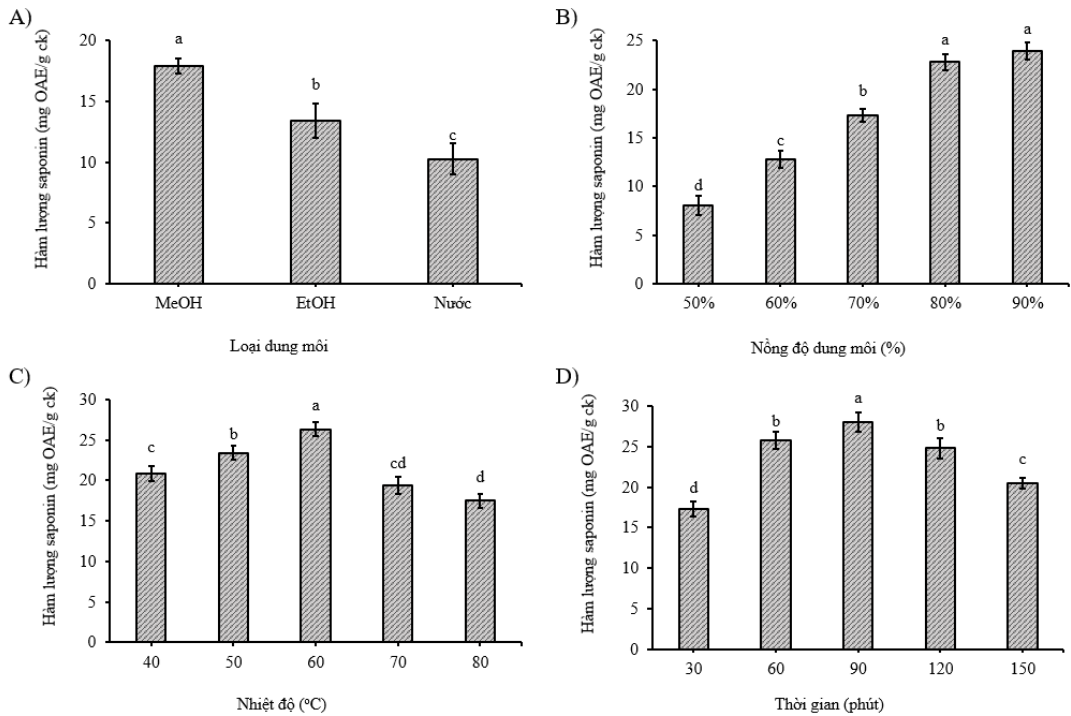 A)
Hàm lượng saponin (mg OAE/g ck)
20
15
10
5
0
a
b
c
MeOH EtOH Nước
Loại dung môi
B)
Hàm lượng saponin (mg OAE/g ck)
25
20
15
10
5
0
d
c
b
a
a
50% 60% 70% 80% 90%
Nồng độ dung môi (%)
C)
Hàm lượng saponin (mg OAE/g ck)
30
25
20
15
10
5
0
c
b
a
cd
d
40 50 60 70 80
Nhiệt độ (ºC)
D)
Hàm lượng saponin (mg OAE/g ck)
30
25
20
15
10
5
0
d
b
a
b
c
30 60 90 120 150
Thời gian (phút)